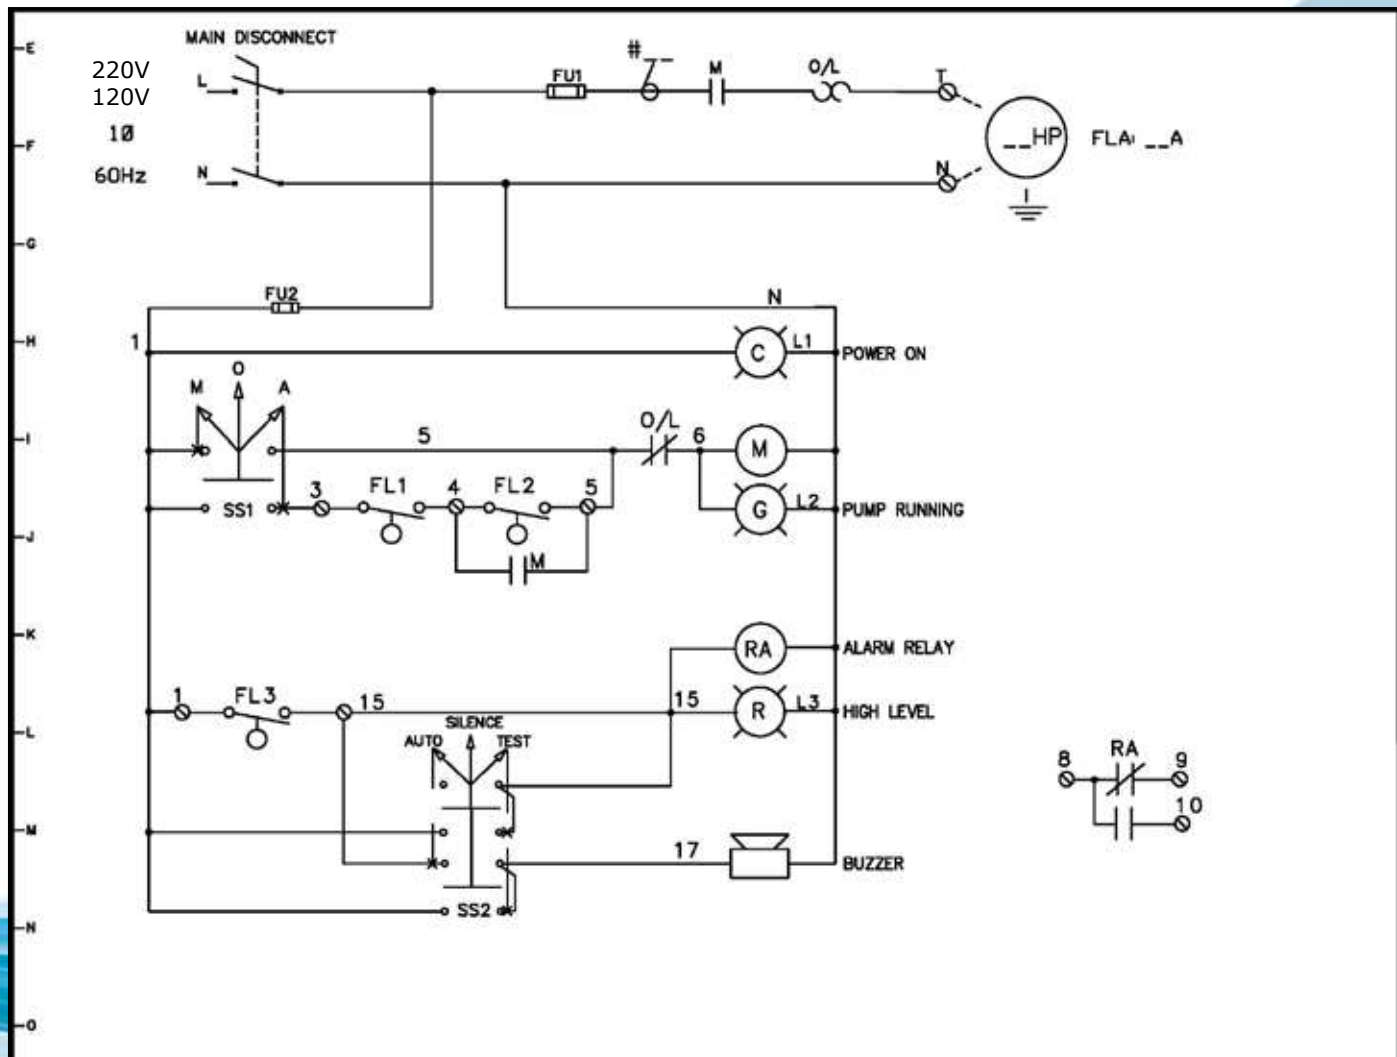 E
MAIN DISCONNECT
220V
120V
1Ø
60Hz
L
N
FU1
#__
M
O/L
T
N
__HP
FLA: __A
F
G
FU2
N
H
1
C
L1
POWER ON
M
O
A
I
5
O/L
6
M
SS1
3
FL1
4
FL2
5
G
L2
PUMP RUNNING
J
M
K
RA
ALARM RELAY
1
FL3
15
15
R
L3
HIGH LEVEL
L
SILENCE
AUTO
TEST
8
RA
9
10
M
17
BUZZER
SS2
N
O